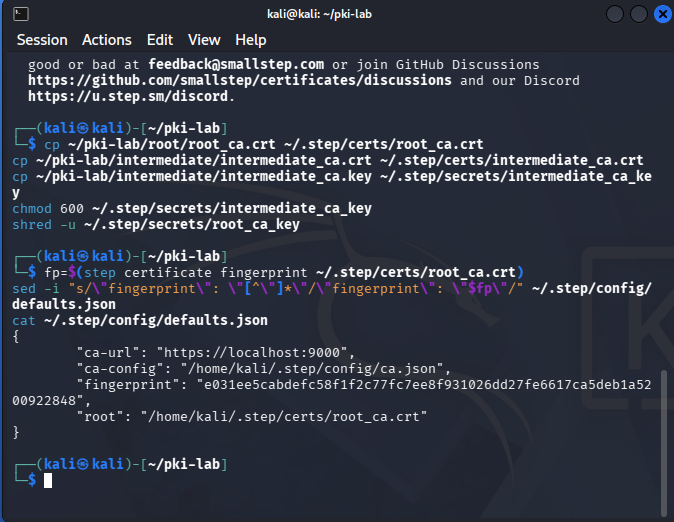 kali@kali: ~/pki-lab
Session Actions Edit View Help
good or bad at feedback@smallstep.com or join GitHub Discussions
https://github.com/smallstep/certificates/discussions and our Discord
https://u.step.sm/discord.
┌──(kali㉿kali)-[~/pki-lab]
└─$ cp ~/pki-lab/root/root_ca.crt ~/.step/certs/root_ca.crt
cp ~/pki-lab/intermediate/intermediate_ca.crt ~/.step/certs/intermediate_ca.crt
cp ~/pki-lab/intermediate/intermediate_ca.key ~/.step/secrets/intermediate_ca_ke
y
chmod 600 ~/.step/secrets/intermediate_ca_key
shred -u ~/.step/secrets/root_ca_key
┌──(kali㉿kali)-[~/pki-lab]
└─$ fp=$(step certificate fingerprint ~/.step/certs/root_ca.crt)
sed -i "s/\"fingerprint\": \"[^\"]*\"/\"fingerprint\": \"$fp\"/" ~/.step/config/
defaults.json
cat ~/.step/config/defaults.json
{
"ca-url": "https://localhost:9000",
"ca-config": "/home/kali/.step/config/ca.json",
"fingerprint": "e031ee5cabdefc58f1f2c77fc7ee8f931026dd27fe6617ca5deb1a52
00922848",
"root": "/home/kali/.step/certs/root_ca.crt"
}
┌──(kali㉿kali)-[~/pki-lab]
└─$